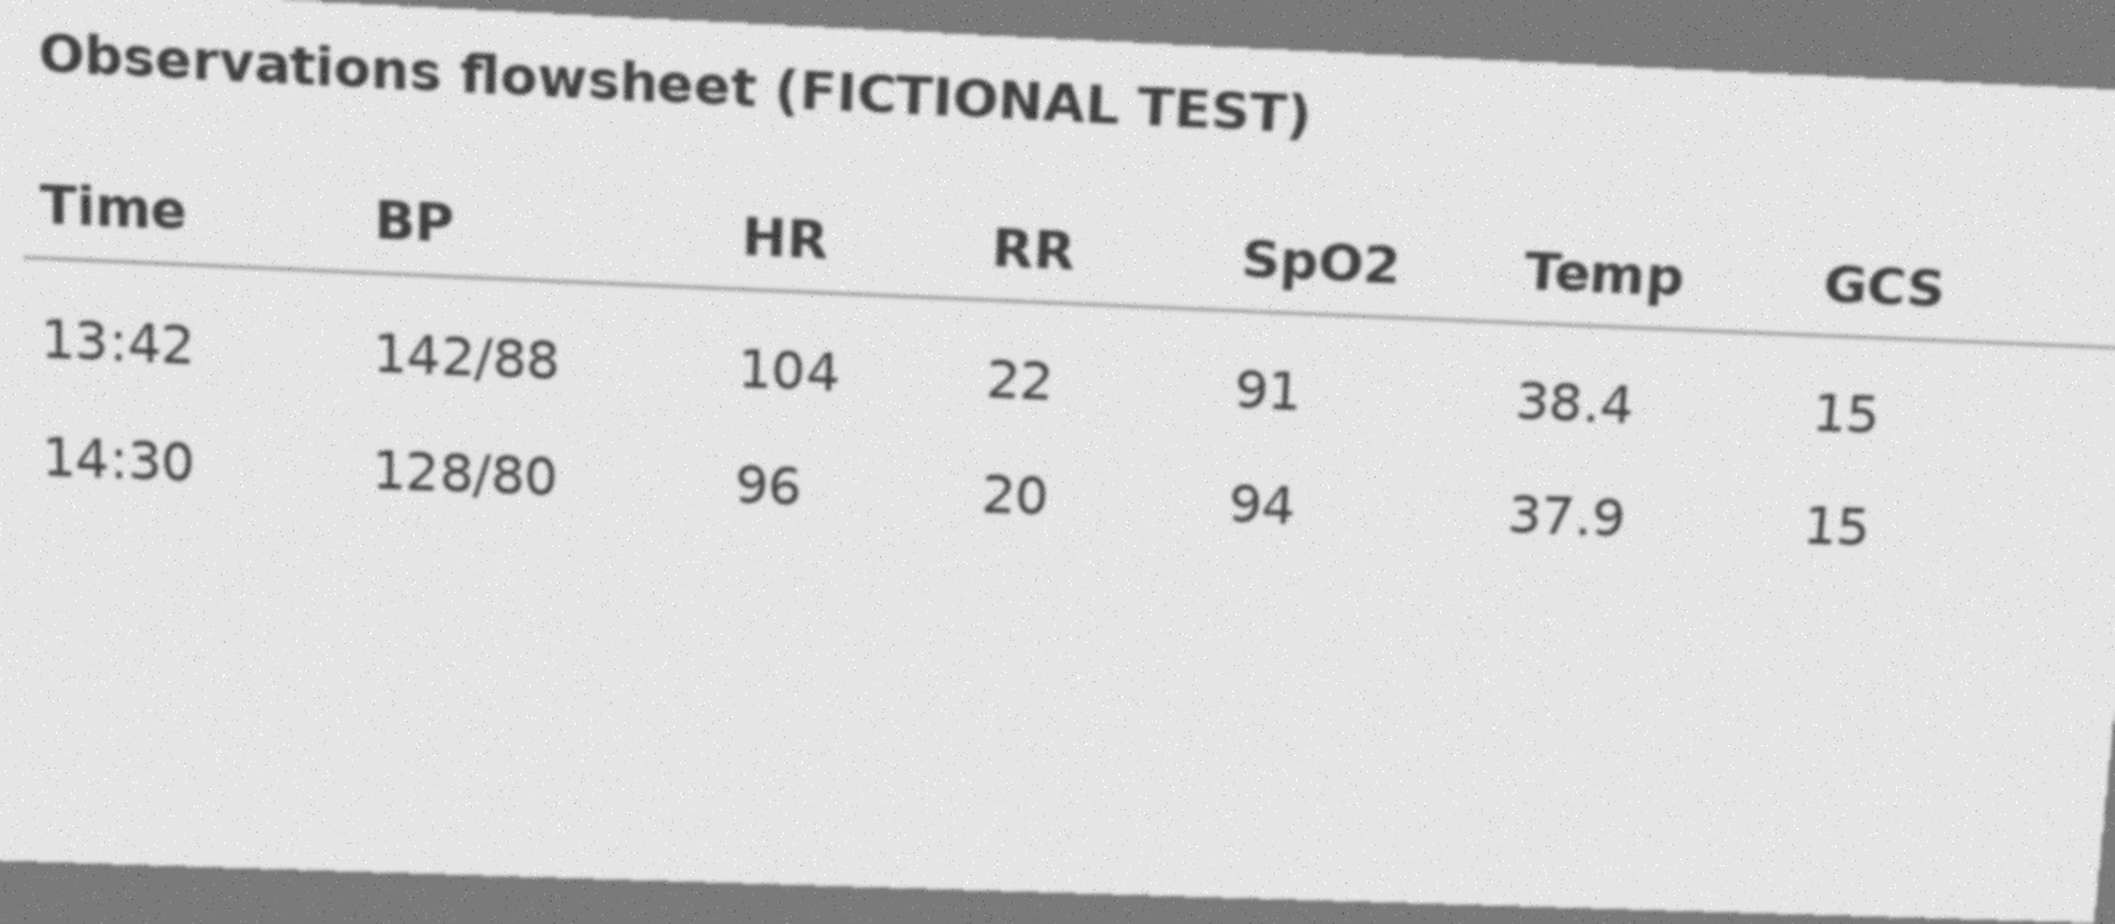 Observations flowsheet (FICTIONAL TEST)
Time BP HR RR SpO2 Temp GCS
13:42 142/88 104 22 91 38.4 15
14:30 128/80 96 20 94 37.9 15